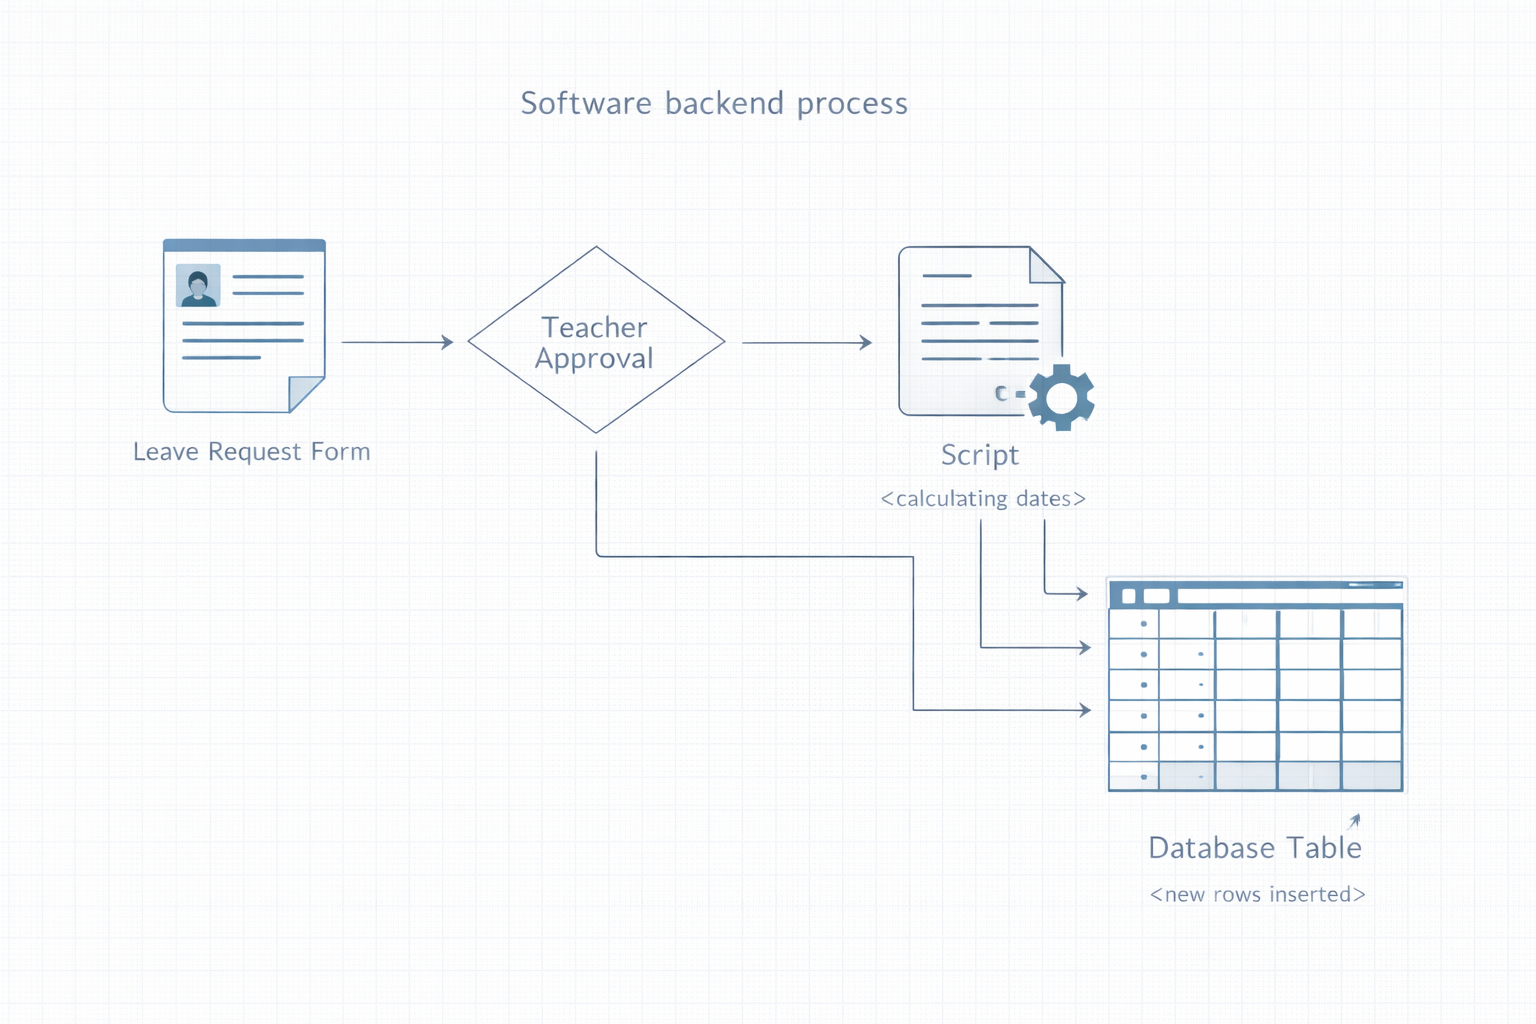 Software backend process
Teacher
Approval
Leave Request Form
Script
<calculating dates>
Database Table
<new rows inserted>